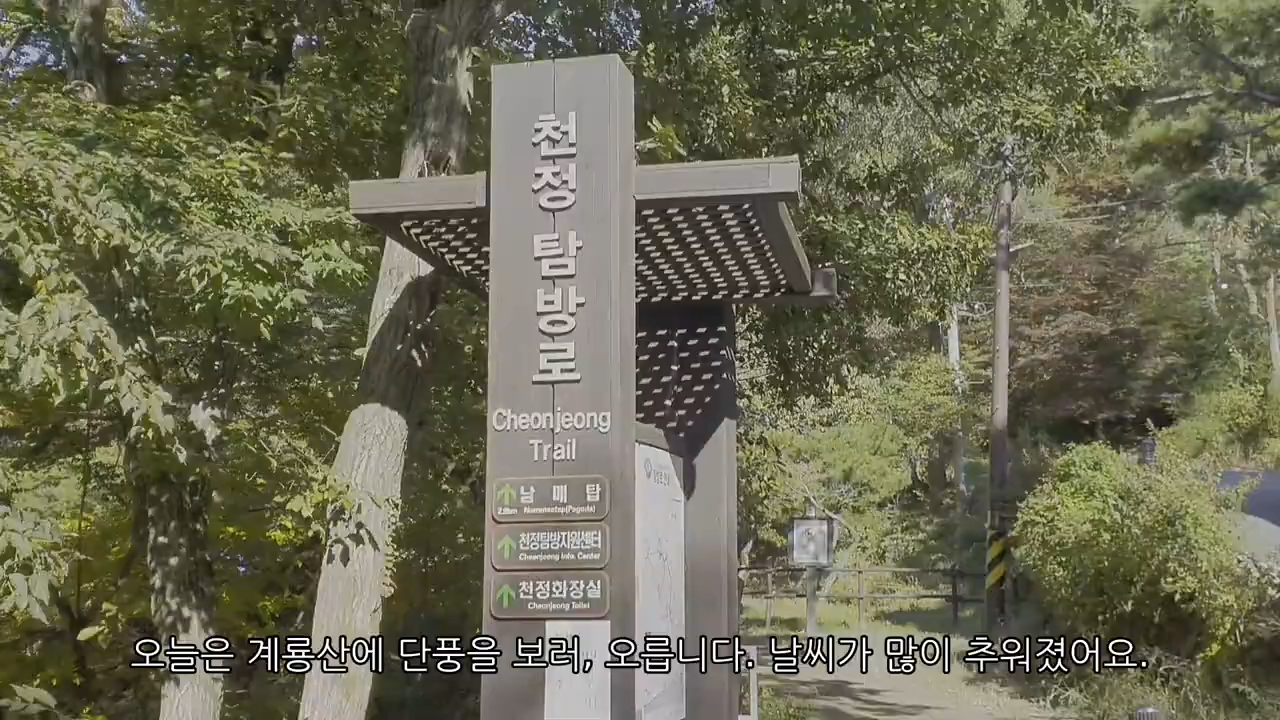 천정 탐방로
Cheonjeong
Trail
남매탑
Nammaetap(Pagoda)
천정탐방지원센터
Cheonjeong Info. Center
천정화장실
Cheonjeong Toilet
오늘은 계룡산에 단풍을 보러, 오릅니다. 날씨가 많이 추워졌어요.